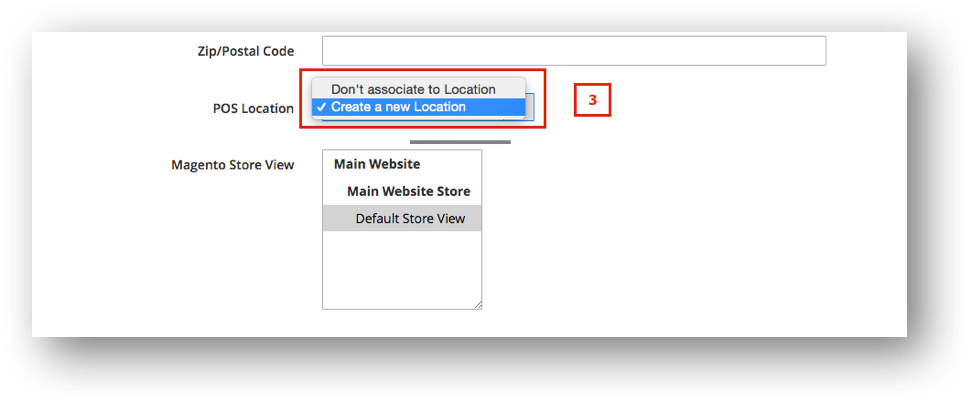 Zip/Postal Code
Don't associate to Location
POS Location
✓ Create a new Location
3
Magento Store View
Main Website
Main Website Store
Default Store View